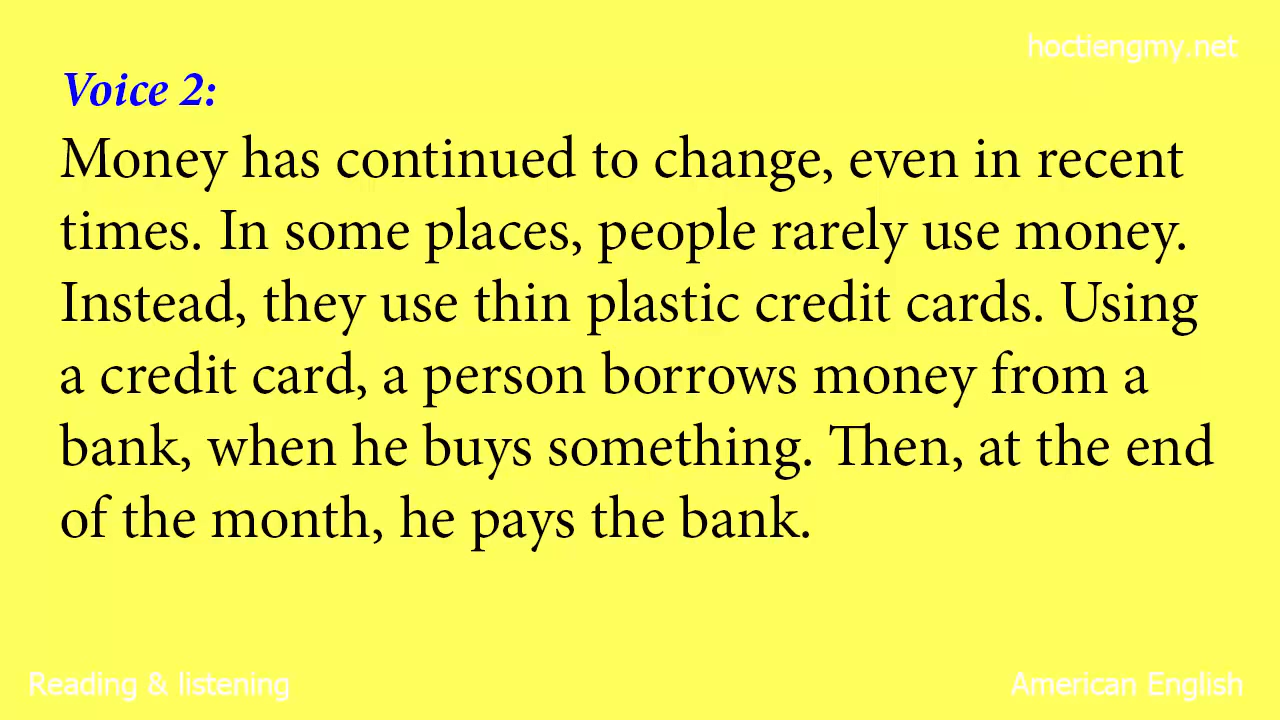 hoctiengmy.net
Voice 2:
Money has continued to change, even in recent
times. In some places, people rarely use money.
Instead, they use thin plastic credit cards. Using
a credit card, a person borrows money from a
bank, when he buys something. Then, at the end
of the month, he pays the bank.
Reading & listening
American English